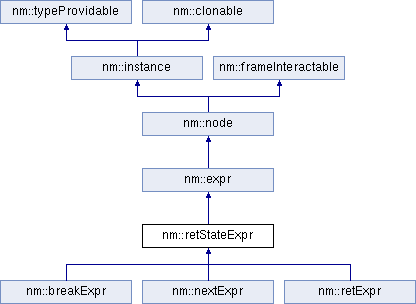 nm::typeProvidable nm::clonable
nm::instance nm::frameInteractable
nm::node
nm::expr
nm::retStateExpr
nm::breakExpr nm::nextExpr nm::retExpr